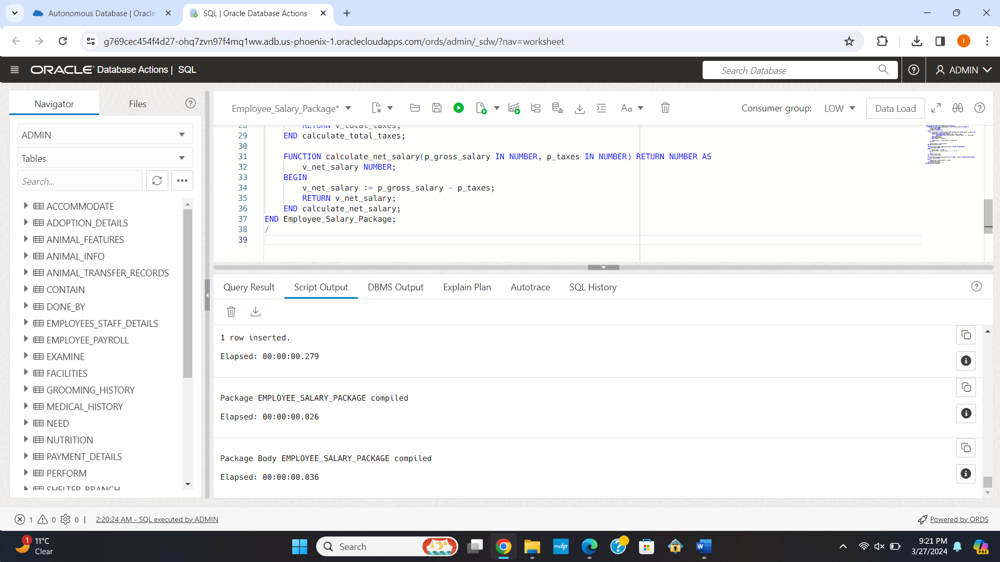 Autonomous Database | Oracle
SQL | Oracle Database Actions
g769cec454f4d27-ohq7zvn97f4mq1ww.adb.us-phoenix-1.oraclecloudapps.com/ords/admin/_sdw/?nav=worksheet
I
ORACLE Database Actions | SQL
Search Database
ADMIN
Navigator
Files
Employee_Salary_Package*
Aa
Consumer group: LOW
Data Load
ADMIN
Tables
Search...
ACCOMMODATE
ADOPTION_DETAILS
ANIMAL_FEATURES
ANIMAL_INFO
ANIMAL_TRANSFER_RECORDS
CONTAIN
DONE_BY
EMPLOYEES_STAFF_DETAILS
EMPLOYEE_PAYROLL
EXAMINE
FACILITIES
GROOMING_HISTORY
MEDICAL_HISTORY
NEED
NUTRITION
PAYMENT_DETAILS
PERFORM
SHELTER_BRANCH
28 RETURN v_total_taxes;
29 END calculate_total_taxes;
30
31 FUNCTION calculate_net_salary(p_gross_salary IN NUMBER, p_taxes IN NUMBER) RETURN NUMBER AS
32 v_net_salary NUMBER;
33 BEGIN
34 v_net_salary := p_gross_salary - p_taxes;
35 RETURN v_net_salary;
36 END calculate_net_salary;
37 END Employee_Salary_Package;
38 /
39
Query Result
Script Output
DBMS Output
Explain Plan
Autotrace
SQL History
1 row inserted.
Elapsed: 00:00:00.279
Package EMPLOYEE_SALARY_PACKAGE compiled
Elapsed: 00:00:00.026
Package Body EMPLOYEE_SALARY_PACKAGE compiled
Elapsed: 00:00:00.036
1 0 0 | 2:20:24 AM - SQL executed by ADMIN
Powered by ORDS
1
11°C
Clear
Search
myhp
W
9:21 PM
3/27/2024
PRE